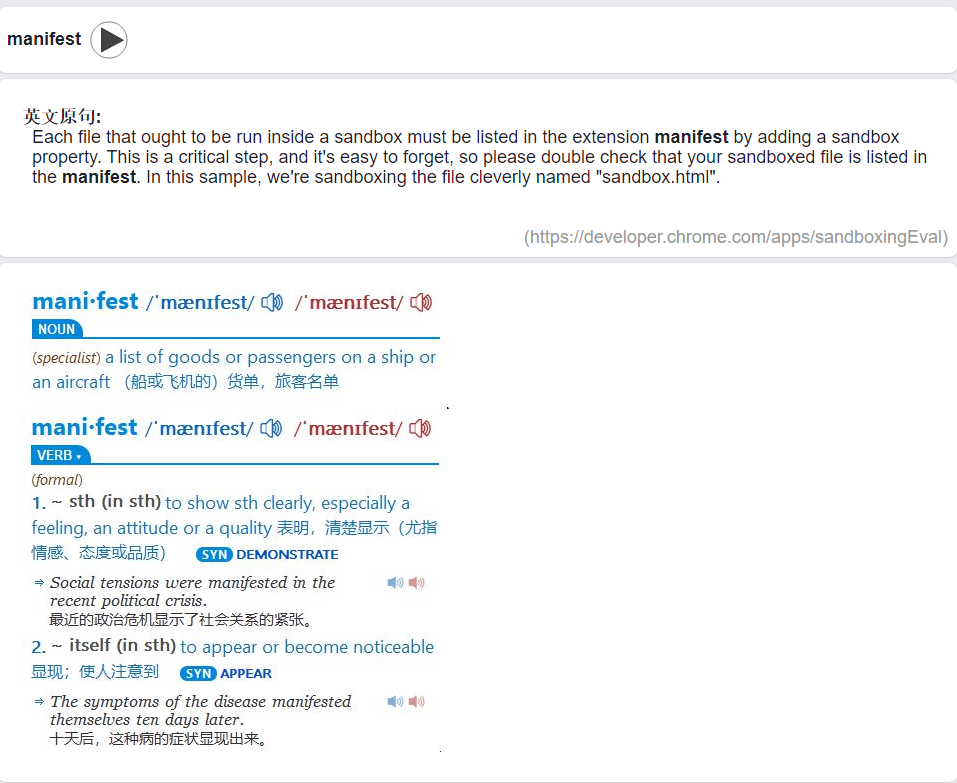 manifest
英文原句:
Each file that ought to be run inside a sandbox must be listed in the extension manifest by adding a sandbox
property. This is a critical step, and it's easy to forget, so please double check that your sandboxed file is listed in
the manifest. In this sample, we're sandboxing the file cleverly named "sandbox.html".
(https://developer.chrome.com/apps/sandboxingEval)
mani·fest /ˈmænɪfest/ /ˈmænɪfest/
NOUN
(specialist) a list of goods or passengers on a ship or
an aircraft （船或飞机的）货单，旅客名单
mani·fest /ˈmænɪfest/ /ˈmænɪfest/
VERB
(formal)
1. ~ sth (in sth) to show sth clearly, especially a
feeling, an attitude or a quality 表明，清楚显示（尤指
情感、态度或品质） SYN DEMONSTRATE
⇒ Social tensions were manifested in the
recent political crisis.
最近的政治危机显示了社会关系的紧张。
2. ~ itself (in sth) to appear or become noticeable
显现；使人注意到 SYN APPEAR
⇒ The symptoms of the disease manifested
themselves ten days later.
十天后，这种病的症状显现出来。